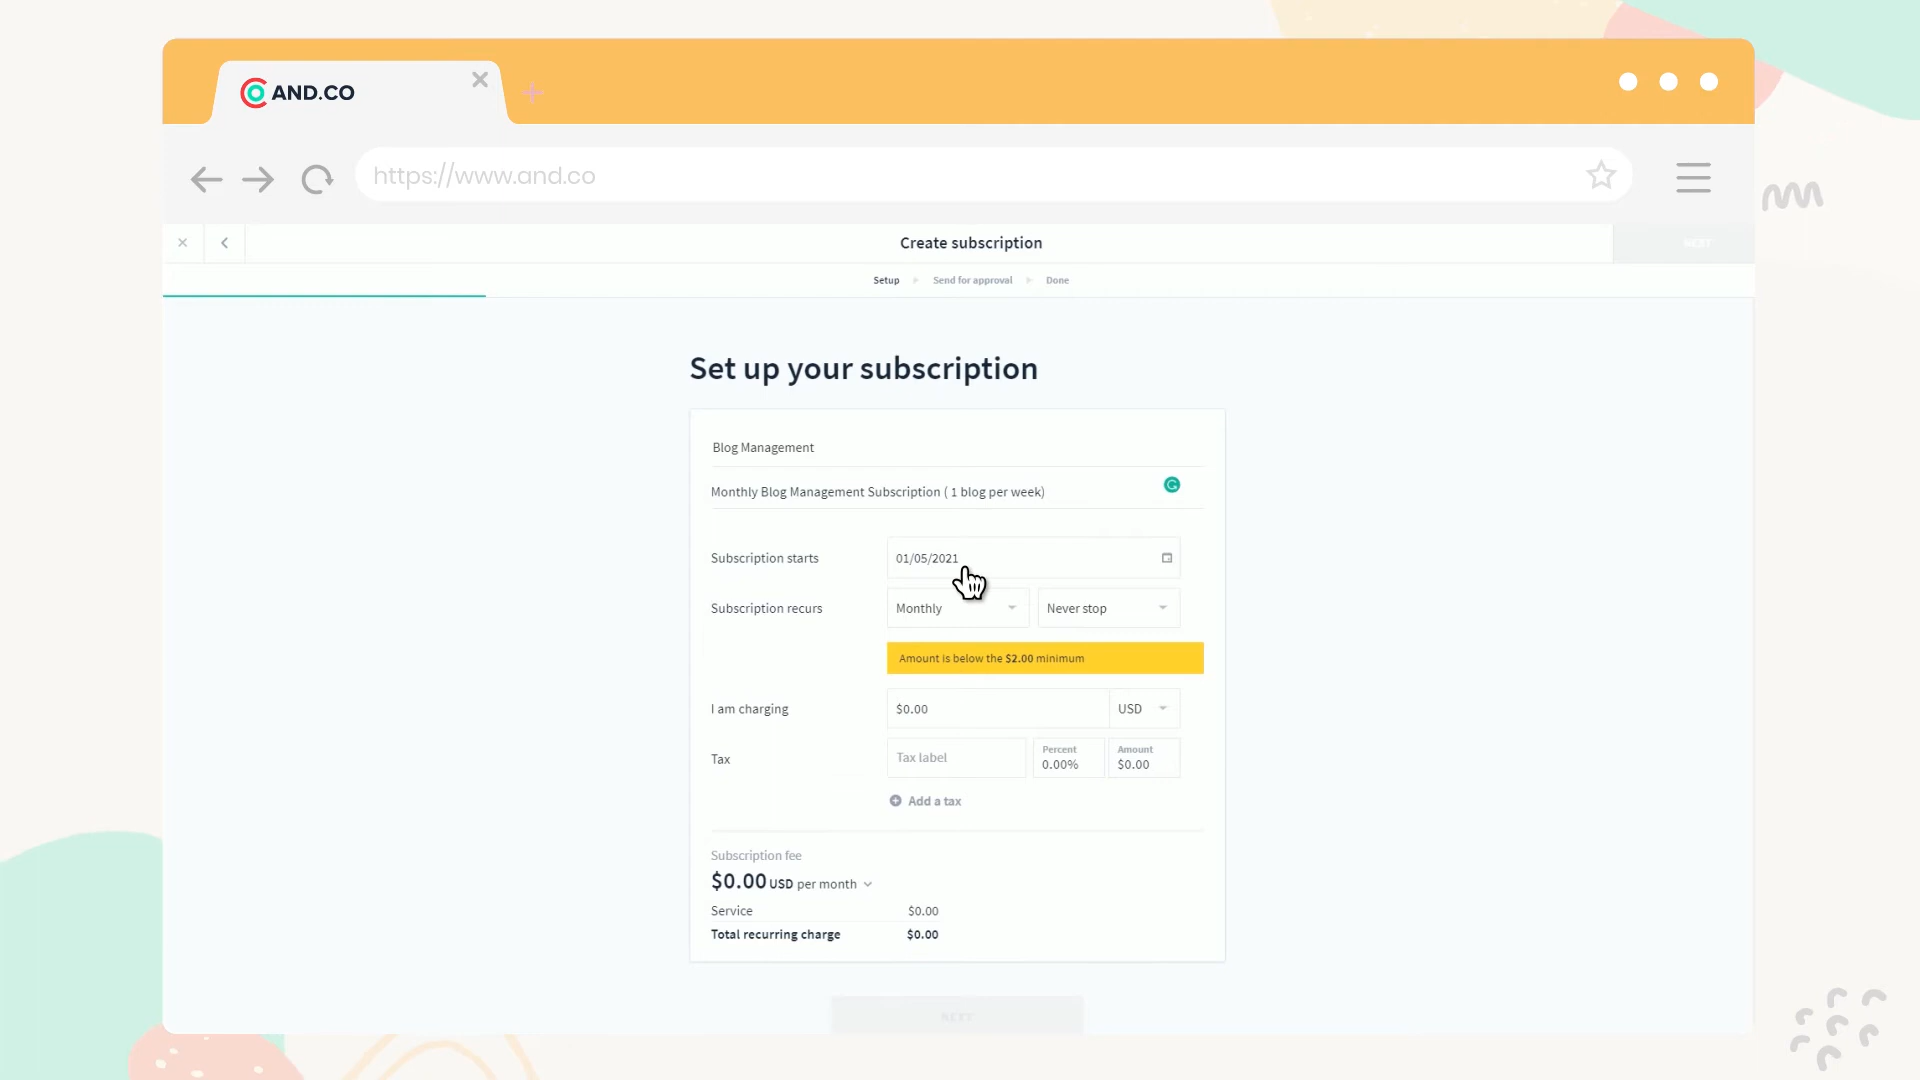 AND.CO
https://www.and.co
Create subscription
NEXT
Setup
Send for approval
Done
Set up your subscription
Blog Management
Monthly Blog Management Subscription ( 1 blog per week)
Subscription starts
01/05/2021
Subscription recurs
Monthly
Never stop
Amount is below the $2.00 minimum
I am charging
$0.00
USD
Tax
Tax label
Percent
0.00%
Amount
$0.00
Add a tax
Subscription fee
$0.00 USD per month
Service $0.00
Total recurring charge $0.00
NEXT